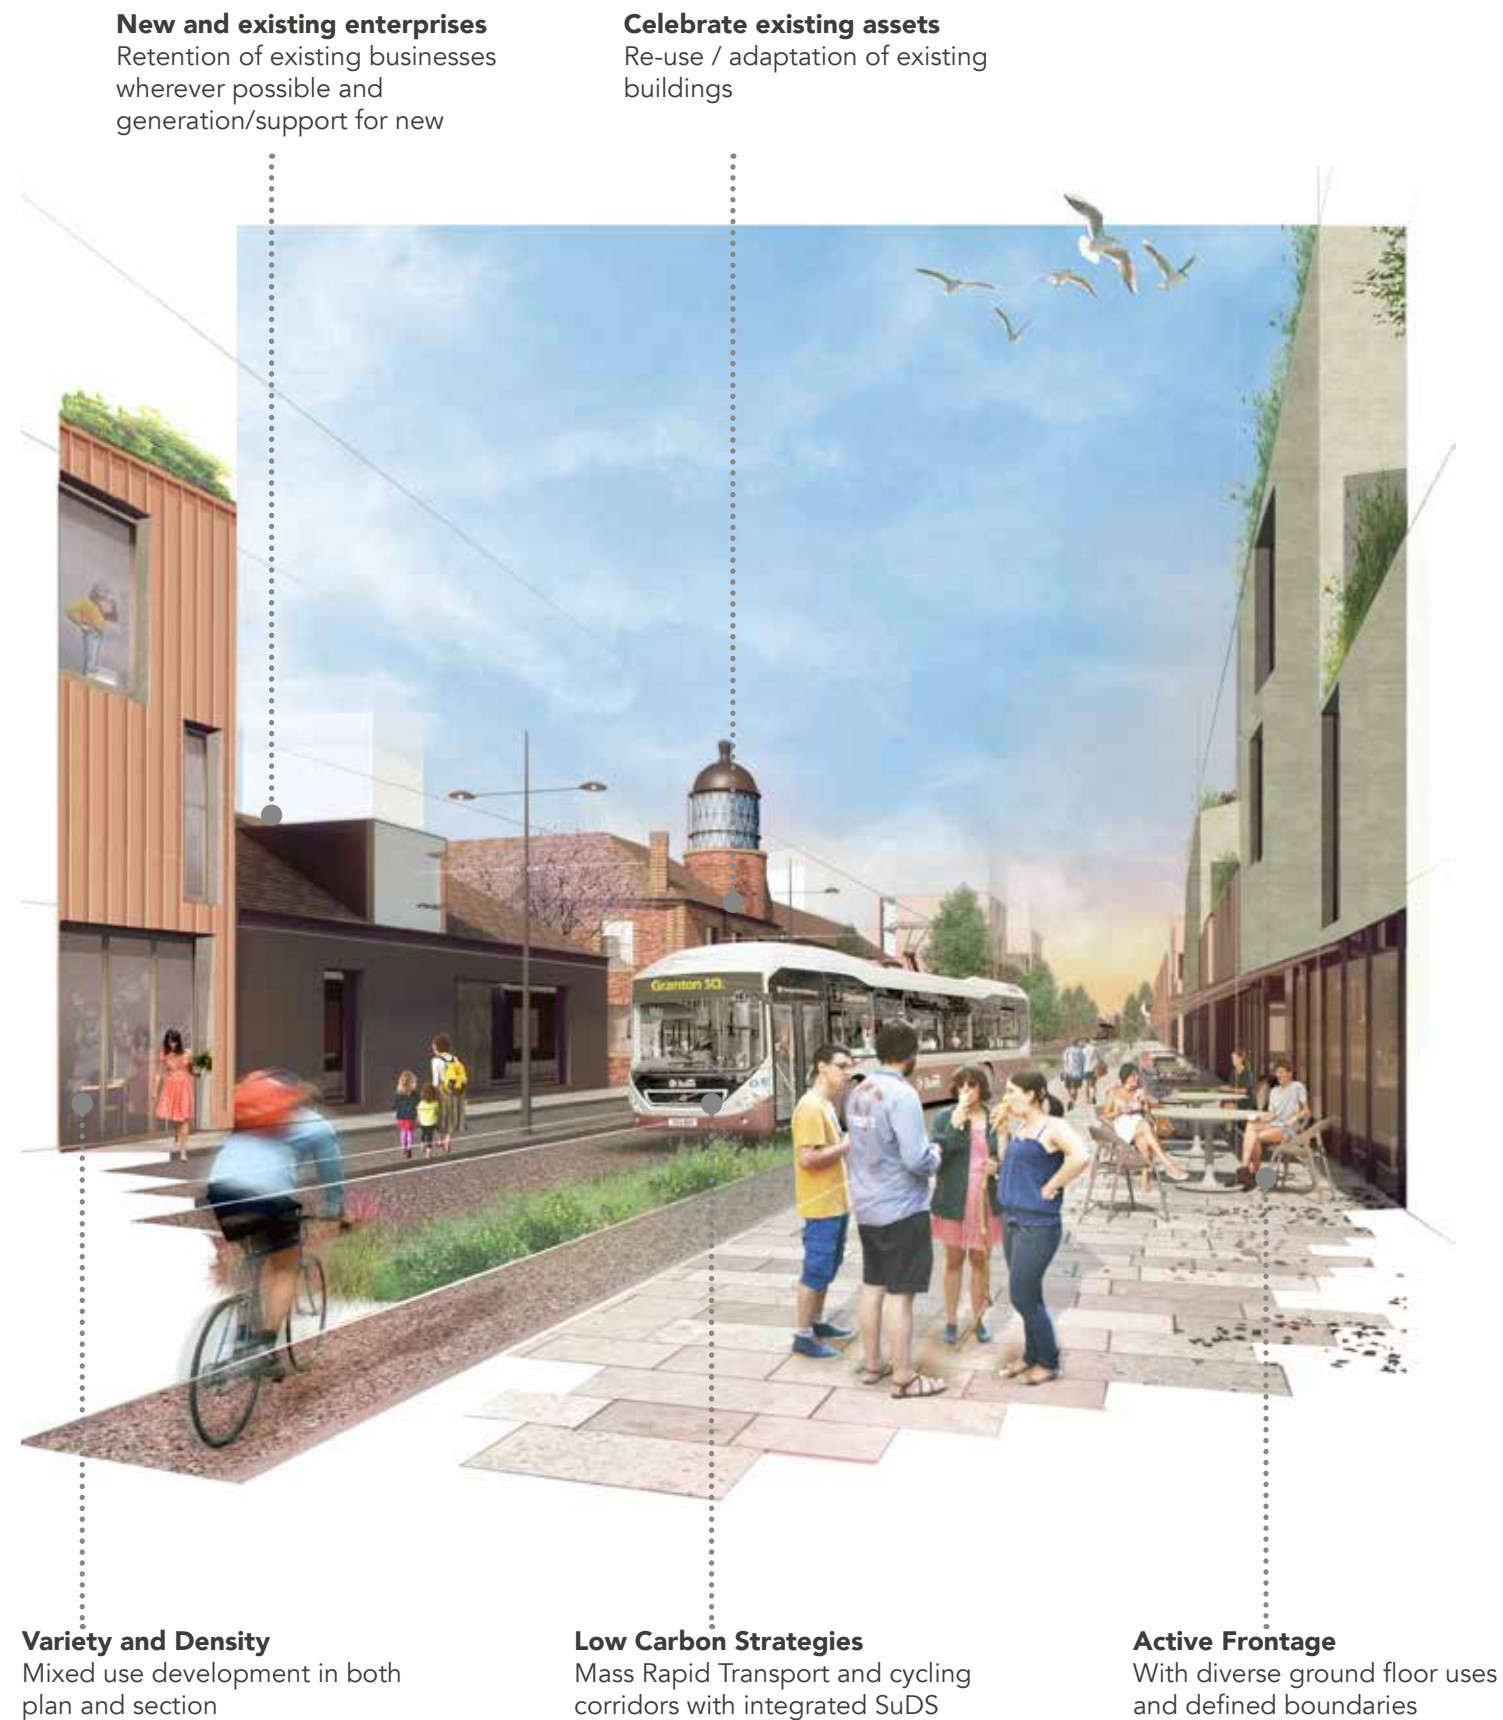 New and existing enterprises
Retention of existing businesses
wherever possible and
generation/support for new
Celebrate existing assets
Re-use / adaptation of existing
buildings
Granton SQ.
Variety and Density
Mixed use development in both
plan and section
Low Carbon Strategies
Mass Rapid Transport and cycling
corridors with integrated SuDS
Active Frontage
With diverse ground floor uses
and defined boundaries